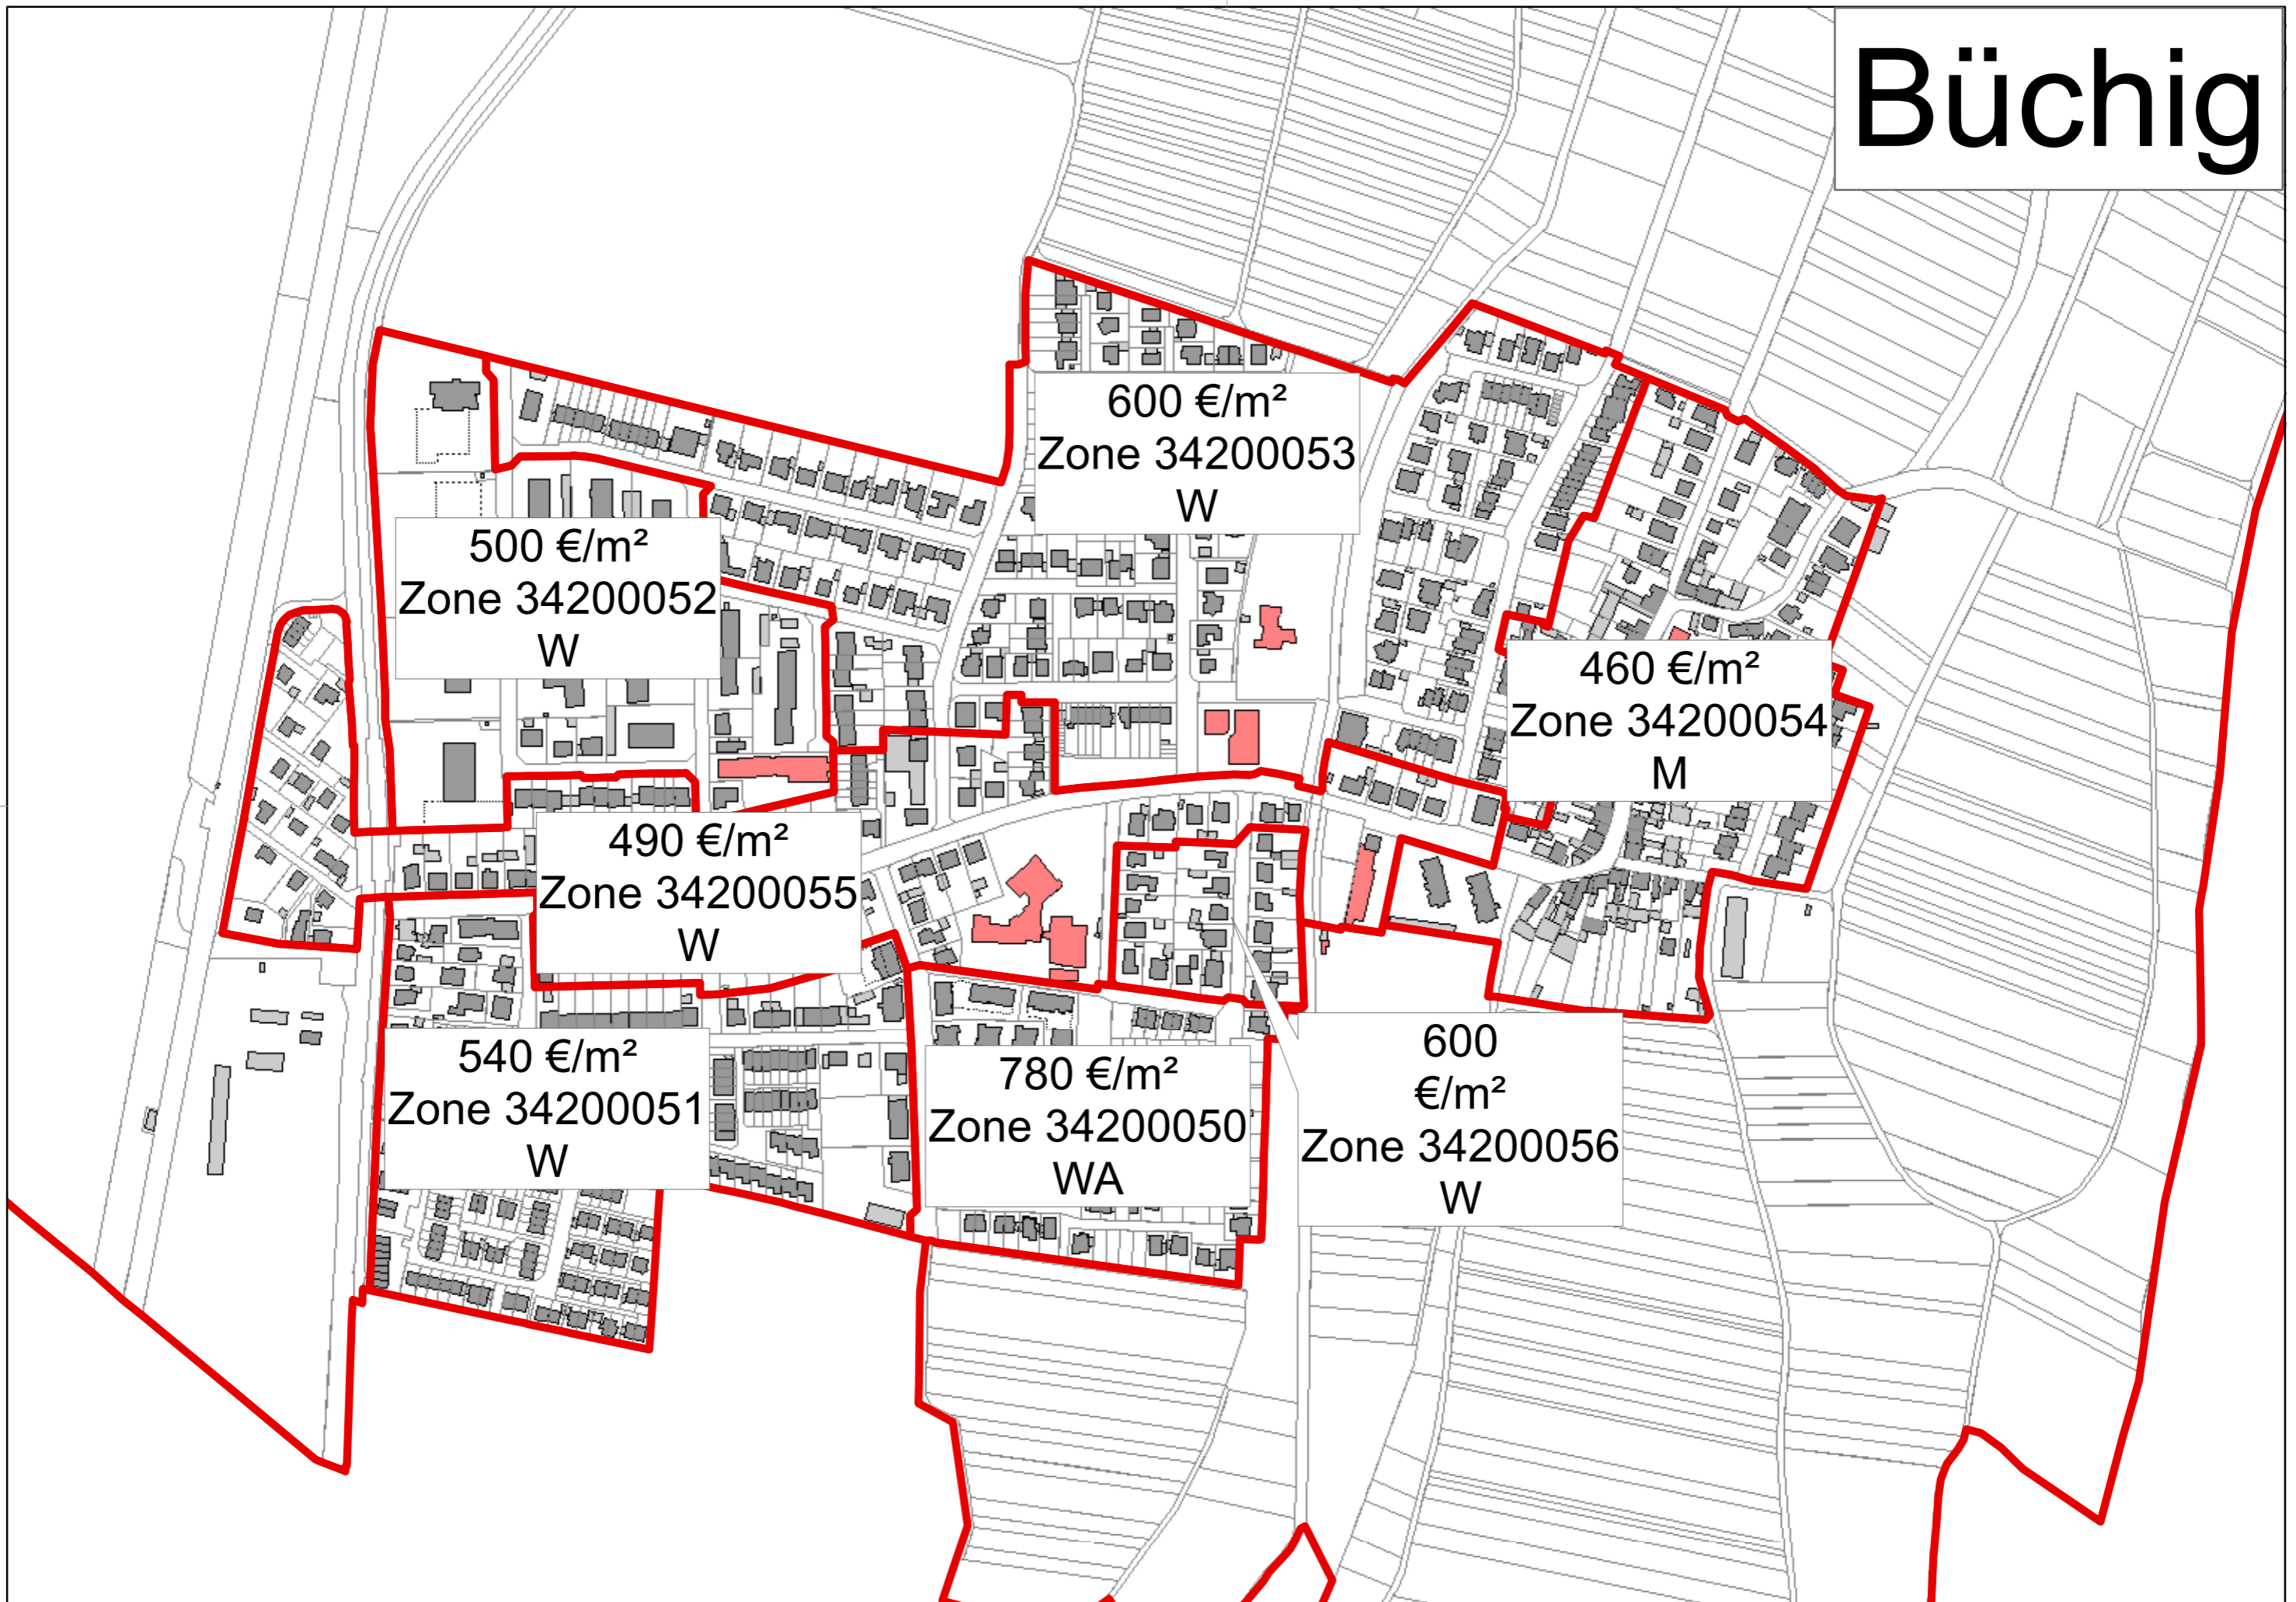 Büchig
600 €/m²
Zone 34200053
W
500 €/m²
Zone 34200052
W
460 €/m²
Zone 34200054
M
490 €/m²
Zone 34200055
W
540 €/m²
Zone 34200051
W
780 €/m²
Zone 34200050
WA
600
€/m²
Zone 34200056
W